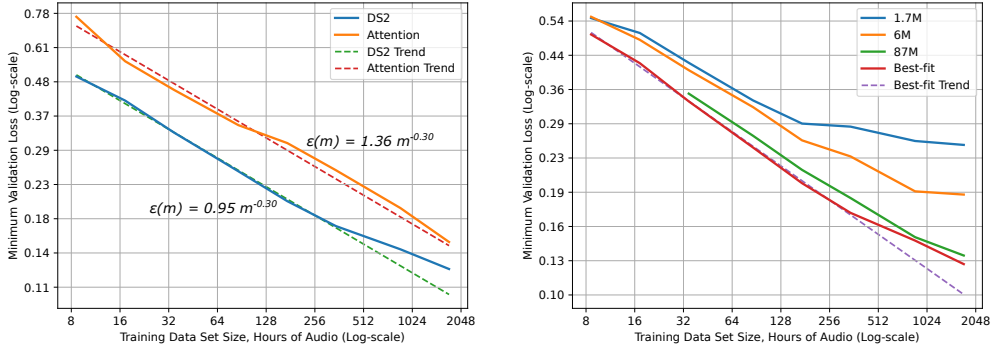 0.78
0.61
0.48
0.37
0.29
0.23
0.18
0.14
0.11
Minimum Validation Loss (Log-scale)
DS2
Attention
DS2 Trend
Attention Trend
ε(m) = 1.36 m^-0.30
ε(m) = 0.95 m^-0.30
8 16 32 64 128 256 512 1024 2048
Training Data Set Size, Hours of Audio (Log-scale)
0.54
0.44
0.36
0.29
0.23
0.19
0.16
0.13
0.10
Minimum Validation Loss (Log-scale)
1.7M
6M
87M
Best-fit
Best-fit Trend
8 16 32 64 128 256 512 1024 2048
Training Data Set Size, Hours of Audio (Log-scale)